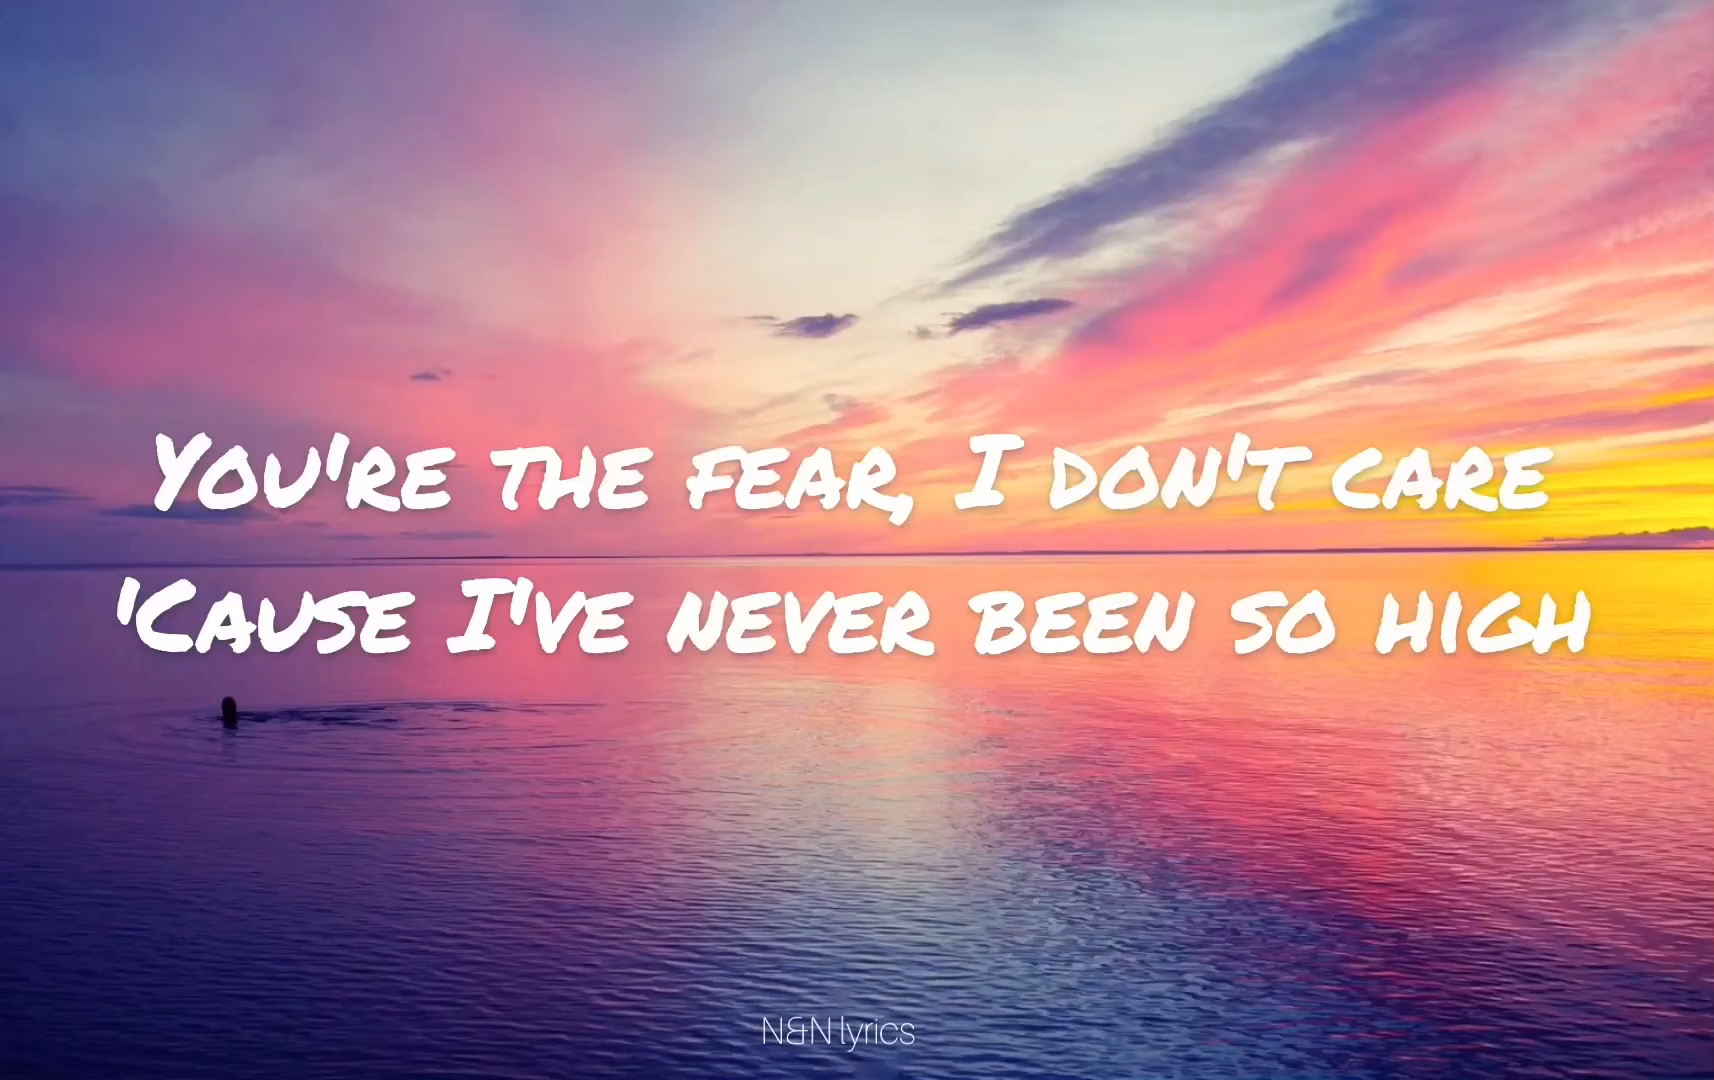 You're the fear, I don't care
'Cause I've never been so high
N&N lyrics